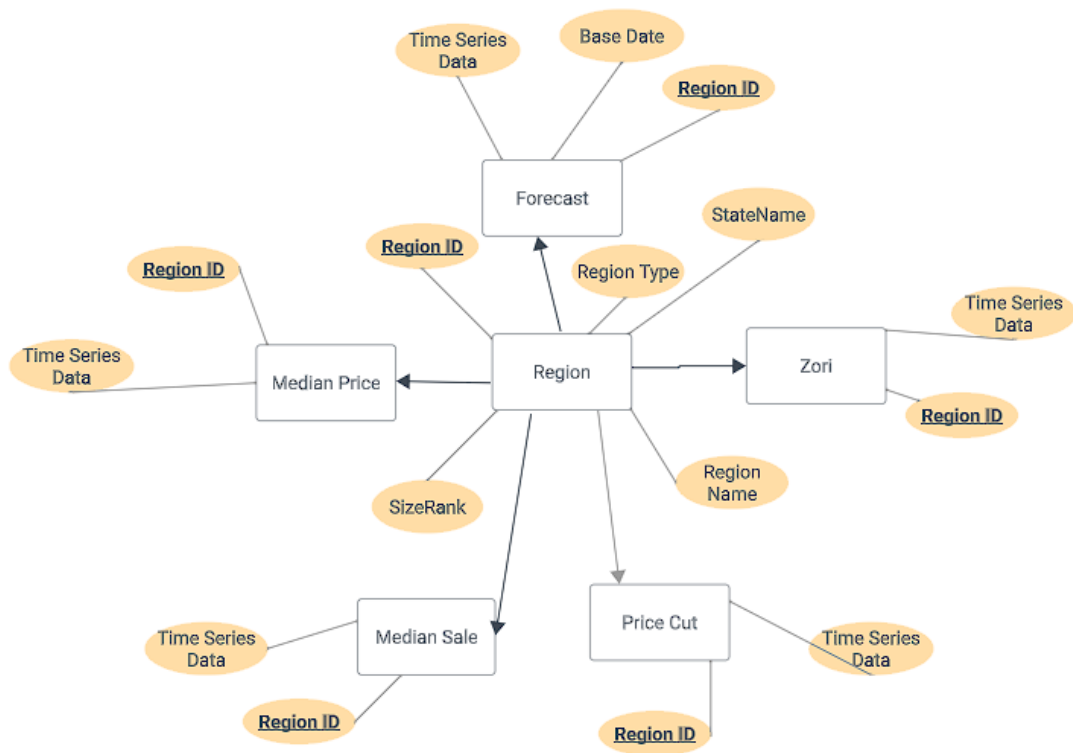 Time Series
Data
Base Date
Region ID
Forecast
StateName
Region ID
Region Type
Region ID
Time Series
Data
Time Series
Data
Median Price
Region
Zori
Region ID
Region
Name
SizeRank
Time Series
Data
Median Sale
Price Cut
Time Series
Data
Region ID
Region ID